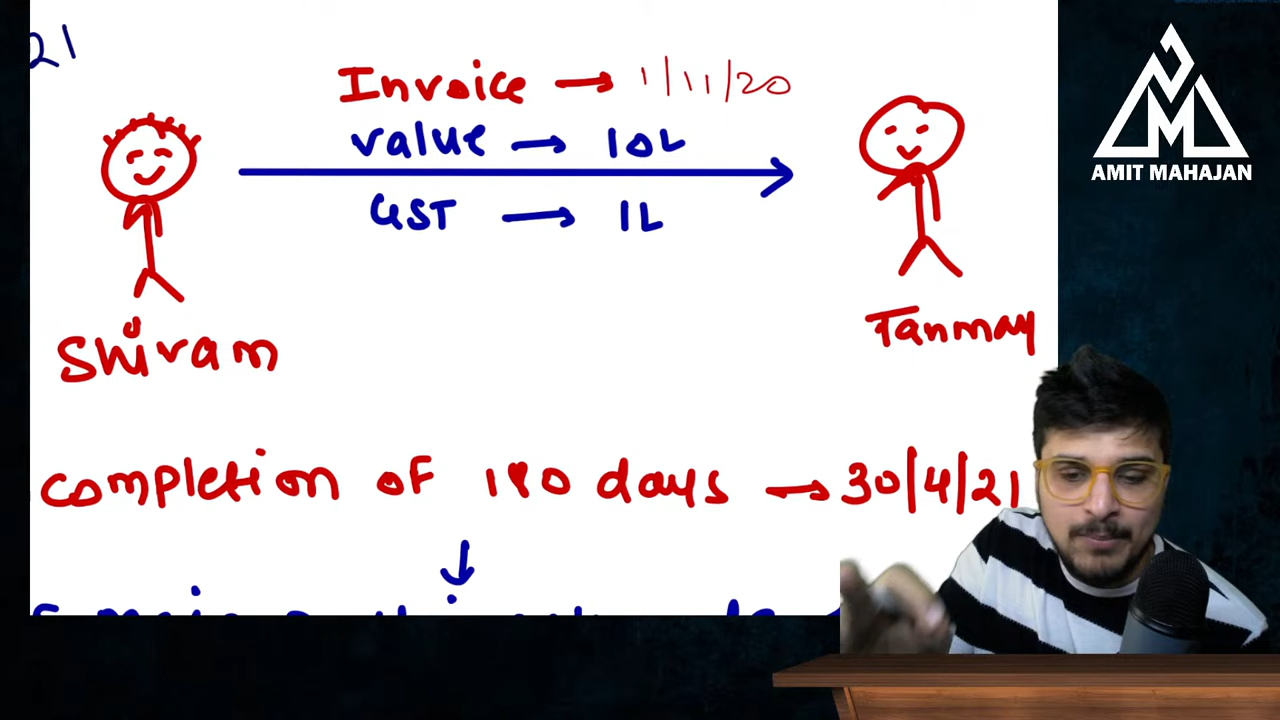 21
Invoice → 1/11/20
value → 10L
GST → 1L
Shivam
Tanmay
completion of 180 days → 30/4/21
↓
AMIT MAHAJAN